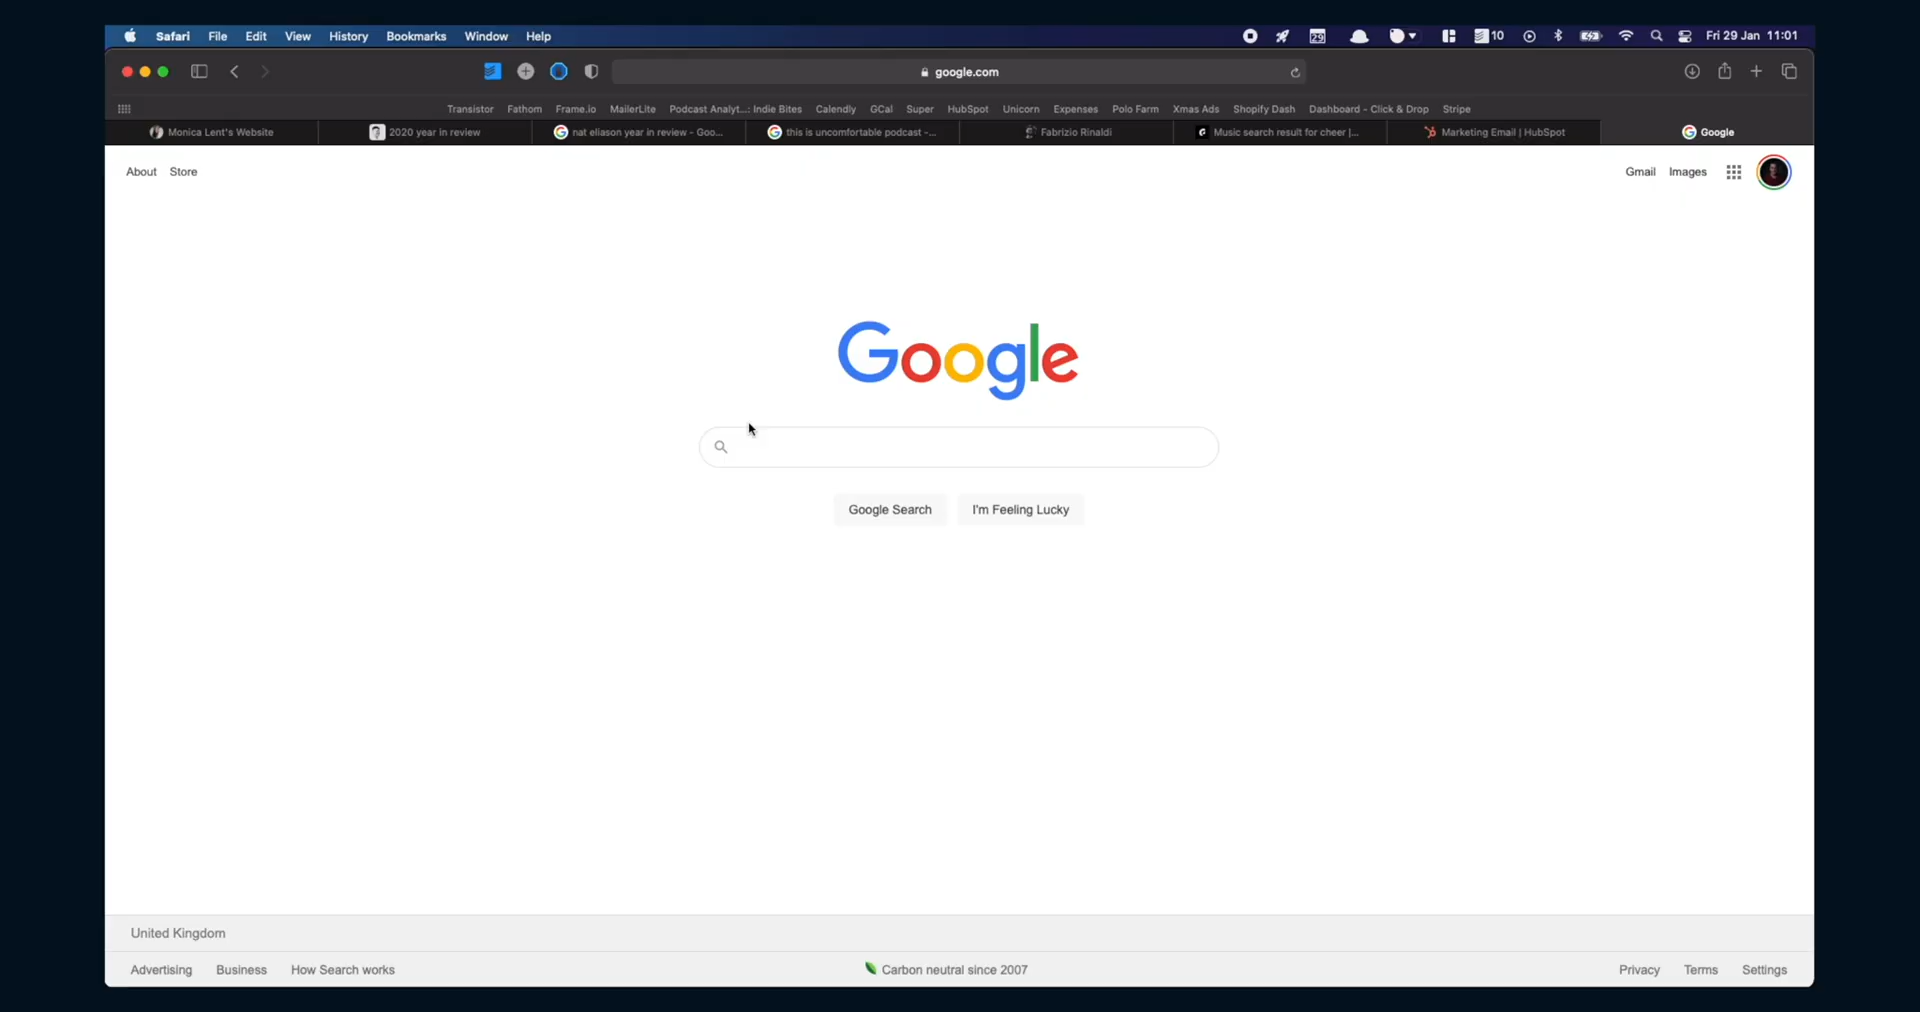 Safari File Edit View History Bookmarks Window Help 29 10 Fri 29 Jan 11:01
google.com
Transistor Fathom Frame.io MailerLite Podcast Analyt...: Indie Bites Calendly GCal Super HubSpot Unicorn Expenses Polo Farm Xmas Ads Shopify Dash Dashboard - Click & Drop Stripe
Monica Lent's Website 2020 year in review nat eliason year in review - Goo... this is uncomfortable podcast -... Fabrizio Rinaldi Music search result for cheer |... Marketing Email | HubSpot Google
About Store Gmail Images
Google
Google Search I'm Feeling Lucky
United Kingdom
Advertising Business How Search works Carbon neutral since 2007 Privacy Terms Settings